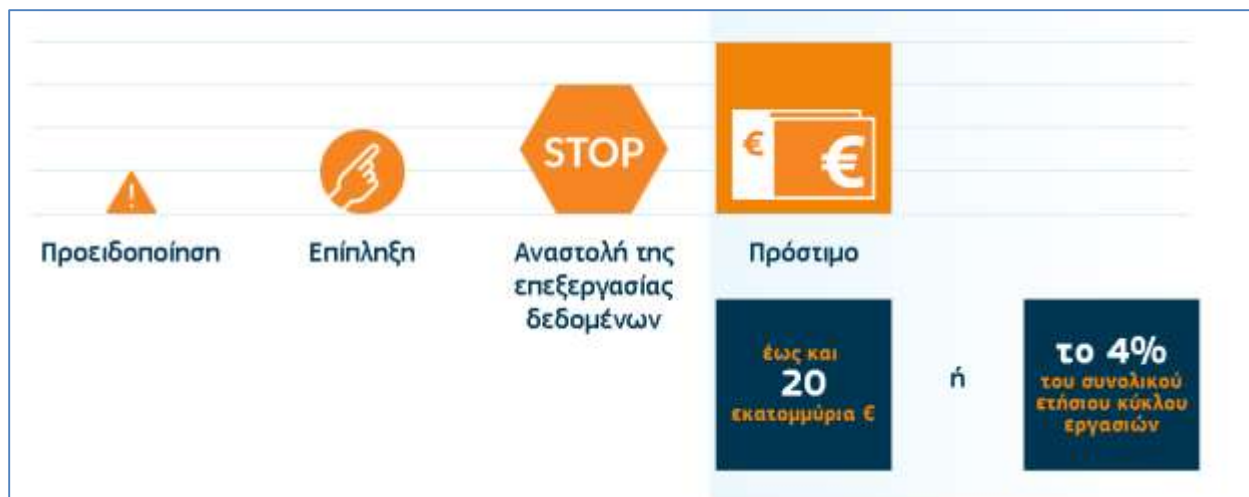 !
STOP
€ €
Προειδοποίηση
Επίπληξη
Αναστολή της
επεξεργασίας
δεδομένων
Πρόστιμο
έως και
20
εκατομμύρια €
ή
το 4%
του συνολικού
ετήσιου κύκλου
εργασιών